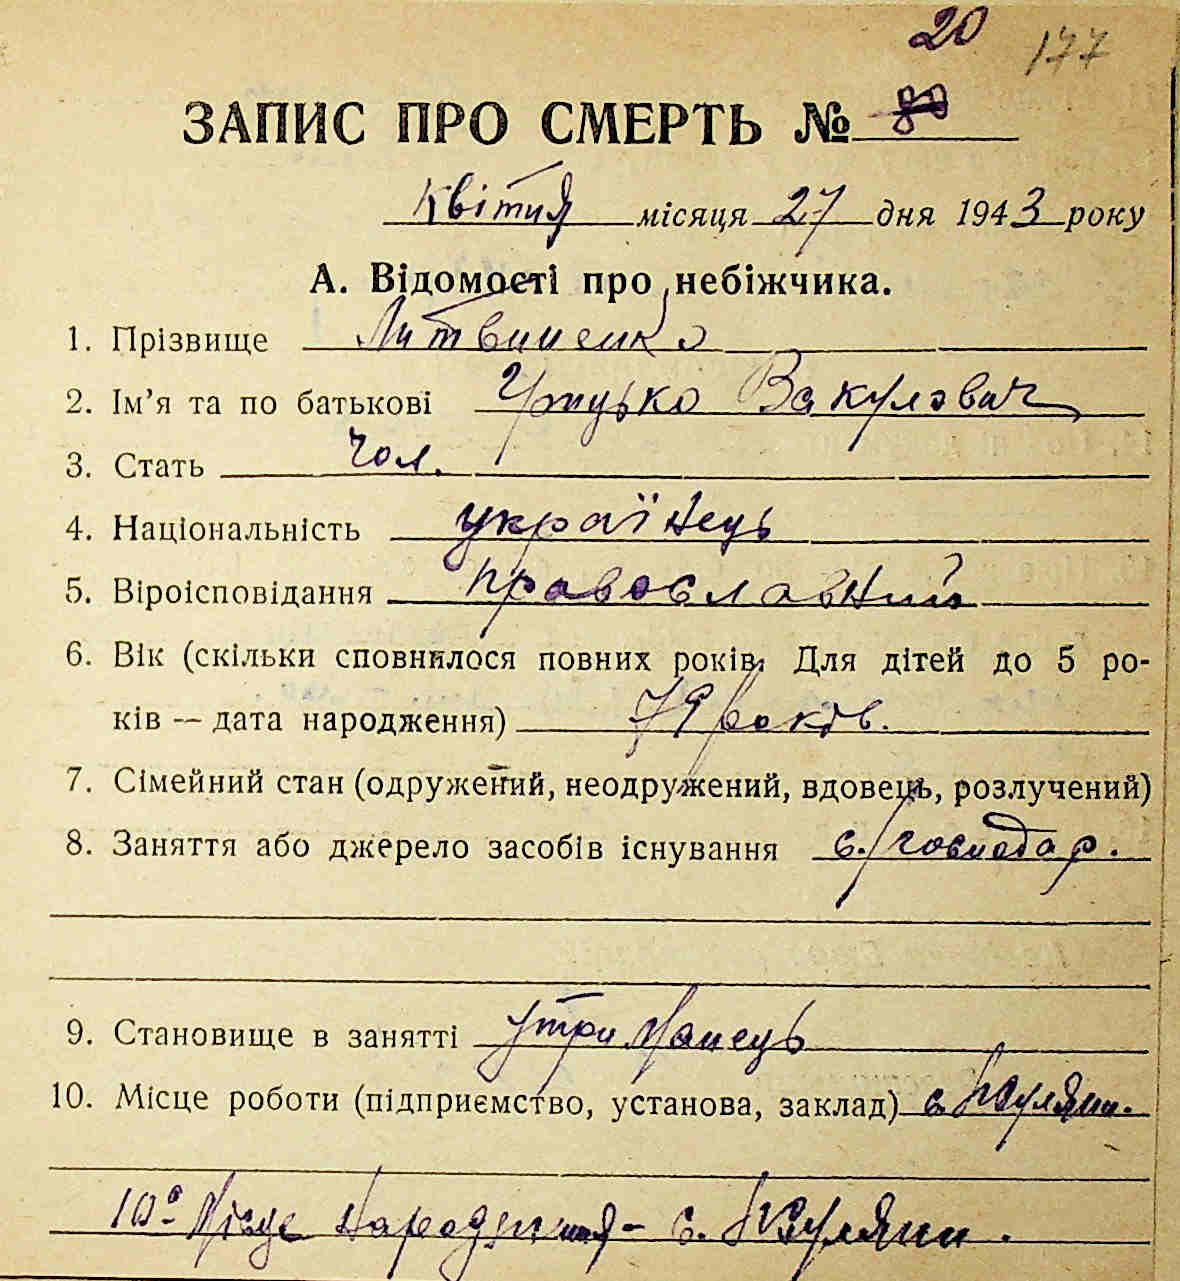 20 177
ЗАПИС ПРО СМЕРТЬ №
Квітня місяця 27 дня 1943 року
А. Відомості про небіжчика.
1. Прізвище Литвиненко
2. Ім’я та по батькові Грицько Вакулович
3. Стать чол.
4. Національність українець
5. Віроісповідання православний
6. Вік (скільки сповнилося повних років. Для дітей до 5 ро-
ків — дата народження) 79 років.
7. Сімейний стан (одружений, неодружений, вдовець, розлучений)
8. Заняття або джерело засобів існування с./господар.
9. Становище в занятті утриманець
10. Місце роботи (підприємство, установа, заклад) с.
10а Місце народження – с.